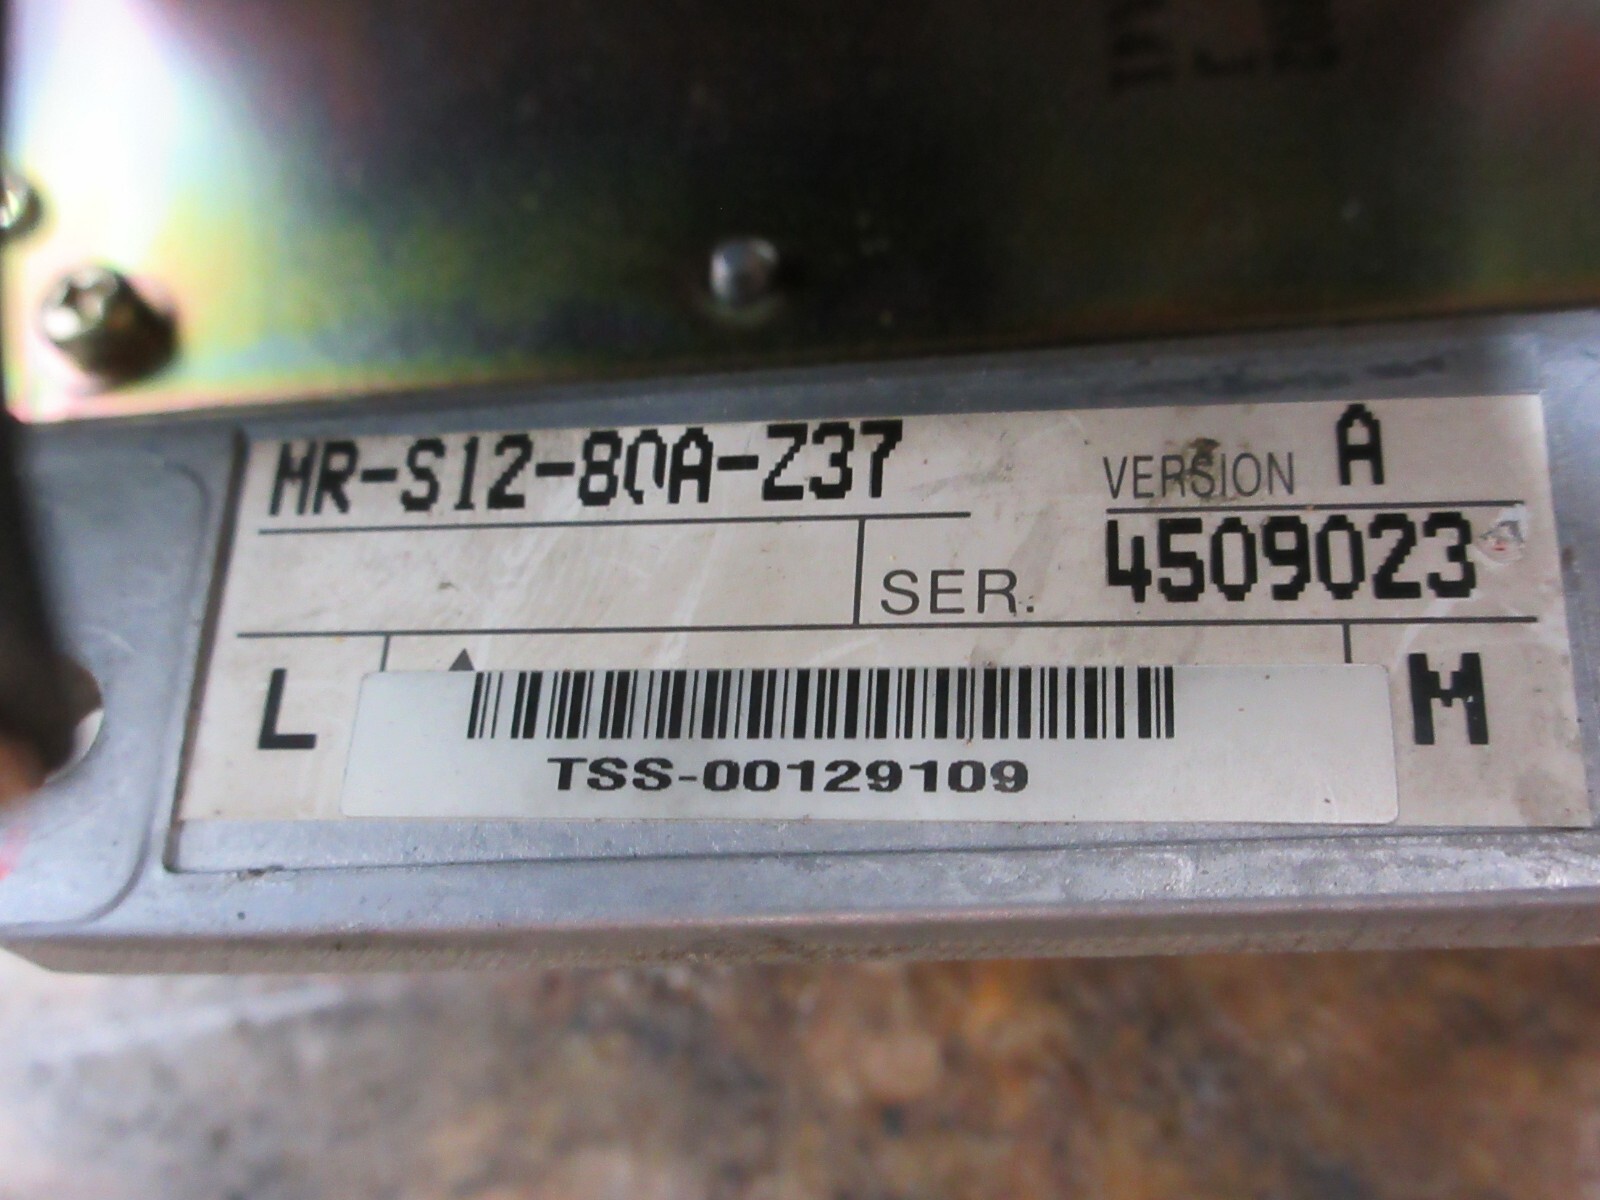 MR-S12-80A-Z37 VERSION A
SER. 4509023
L M
TSS-00129109